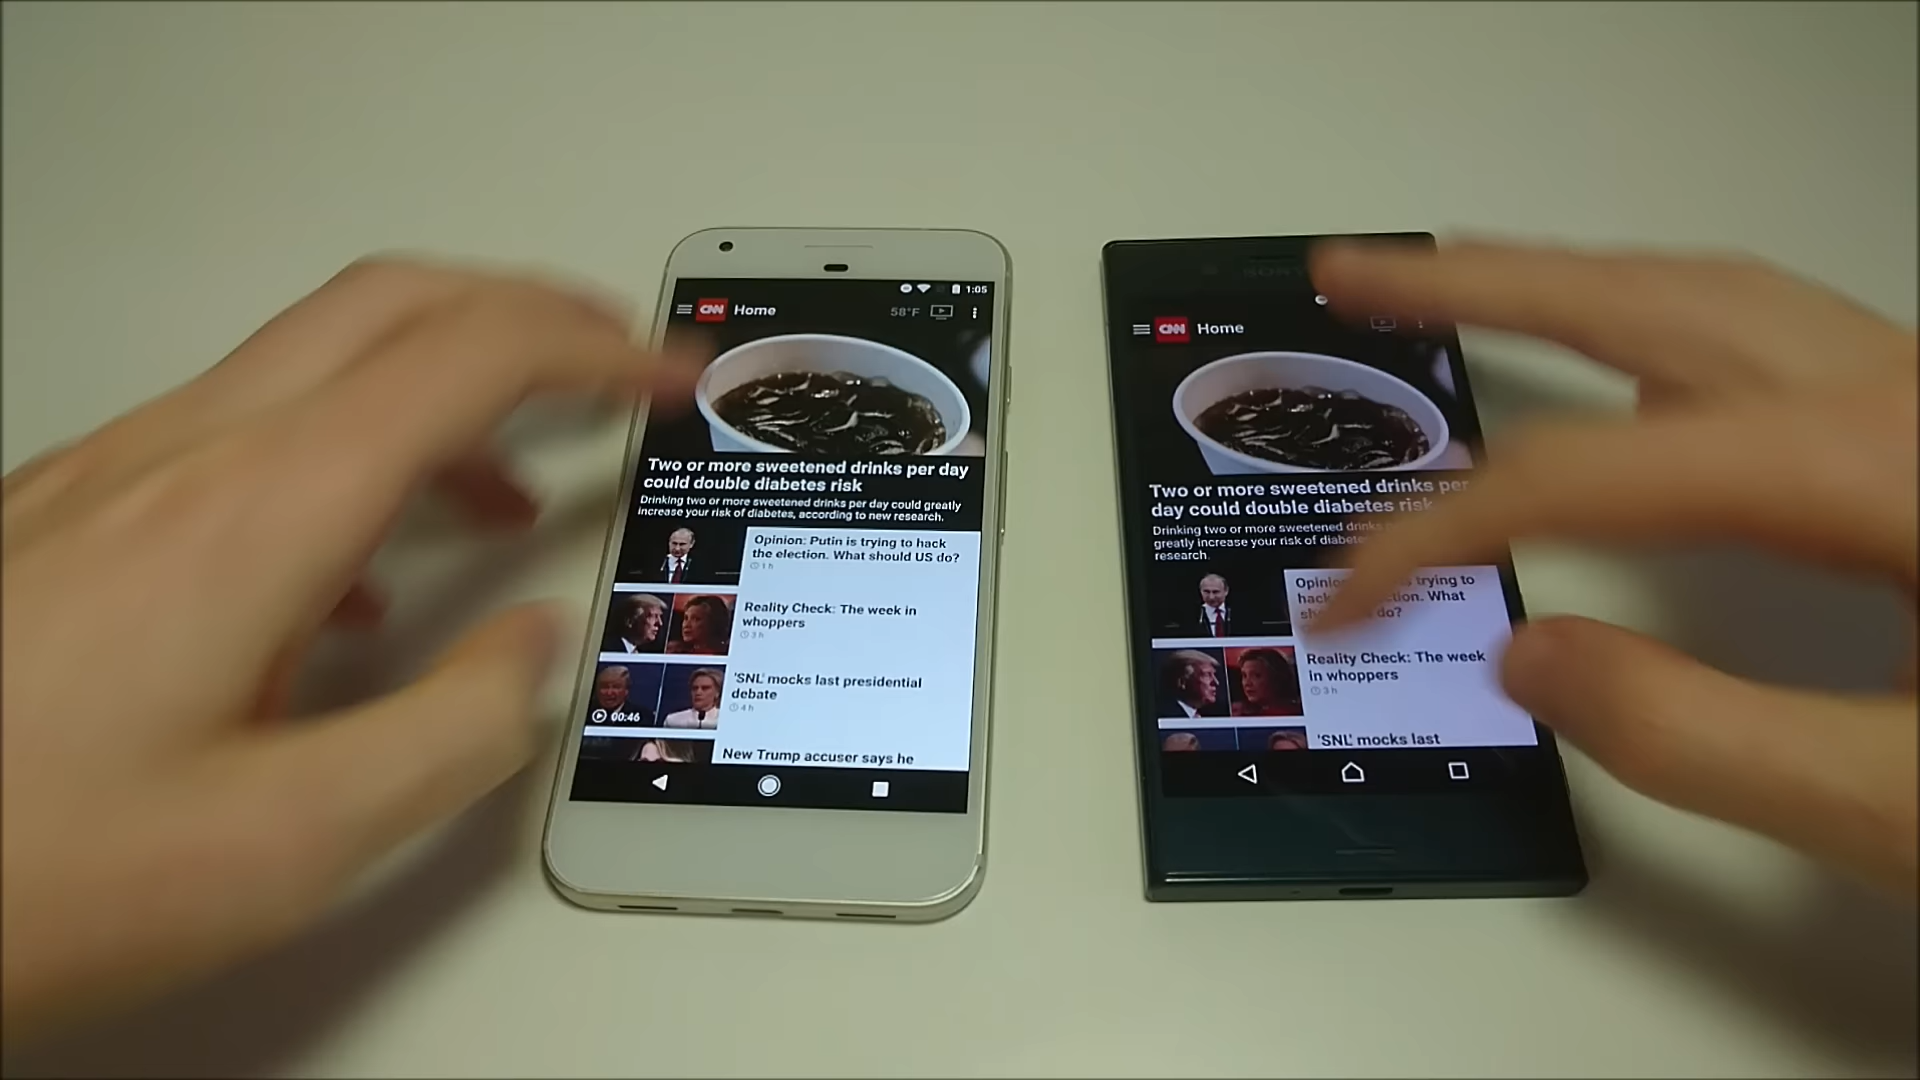 1:05
CNN Home 58°F
Two or more sweetened drinks per day
could double diabetes risk
Drinking two or more sweetened drinks per day could greatly
increase your risk of diabetes, according to new research.
Opinion: Putin is trying to hack
the election. What should US do?
1 h
Reality Check: The week in
whoppers
3 h
'SNL' mocks last presidential
debate
4 h
00:46
New Trump accuser says he
SONY
CNN Home
Two or more sweetened drinks per
day could double diabetes risk
Drinking two or more sweetened drinks
greatly increase your risk of
research.
trying to
What
do?
Reality Check: The week
in whoppers
3 h
'SNL' mocks last